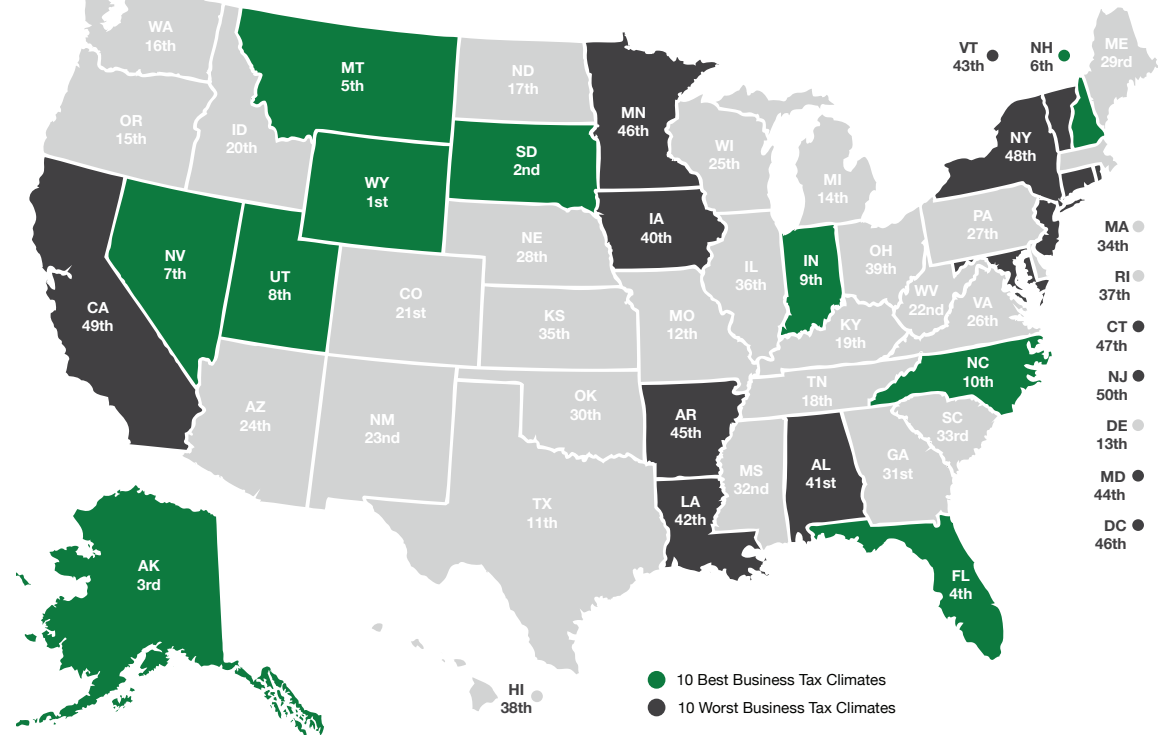 WA
16th
OR
15th
ID
20th
MT
5th
ND
17th
MN
46th
SD
2nd
WY
1st
WI
25th
MI
14th
VT
43th
NH
6th
ME
29rd
NY
48th
CA
49th
NV
7th
UT
8th
CO
21st
NE
28th
IA
40th
IL
36th
IN
9th
OH
39th
PA
27th
WV
22nd
VA
26th
KY
19th
KS
35th
MO
12th
AZ
24th
NM
23nd
OK
30th
AR
45th
TN
18th
NC
10th
SC
33rd
TX
11th
LA
42th
MS
32nd
AL
41st
GA
31st
FL
4th
MA
34th
RI
37th
CT
47th
NJ
50th
DE
13th
MD
44th
DC
46th
AK
3rd
HI
38th
10 Best Business Tax Climates
10 Worst Business Tax Climates